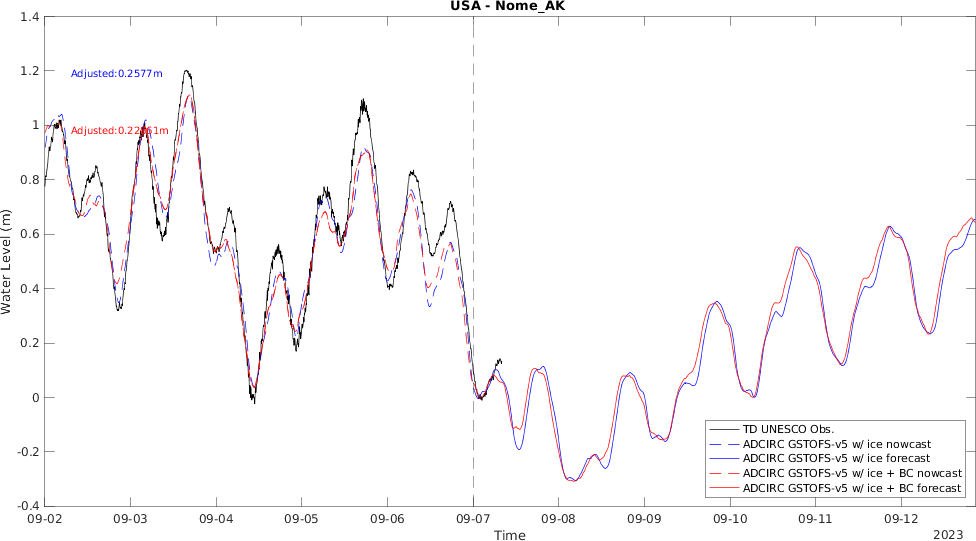 USA - Nome_AK
1.4
1.2
1
0.8
0.6
0.4
0.2
0
-0.2
-0.4
Water Level (m)
Adjusted:0.2577m
TD UNESCO Obs.
ADCIRC GSTOFS-v5 w/ ice nowcast
ADCIRC GSTOFS-v5 w/ ice forecast
ADCIRC GSTOFS-v5 w/ ice + BC nowcast
ADCIRC GSTOFS-v5 w/ ice + BC forecast
09-02 09-03 09-04 09-05 09-06 09-07 09-08 09-09 09-10 09-11 09-12
Time
2023